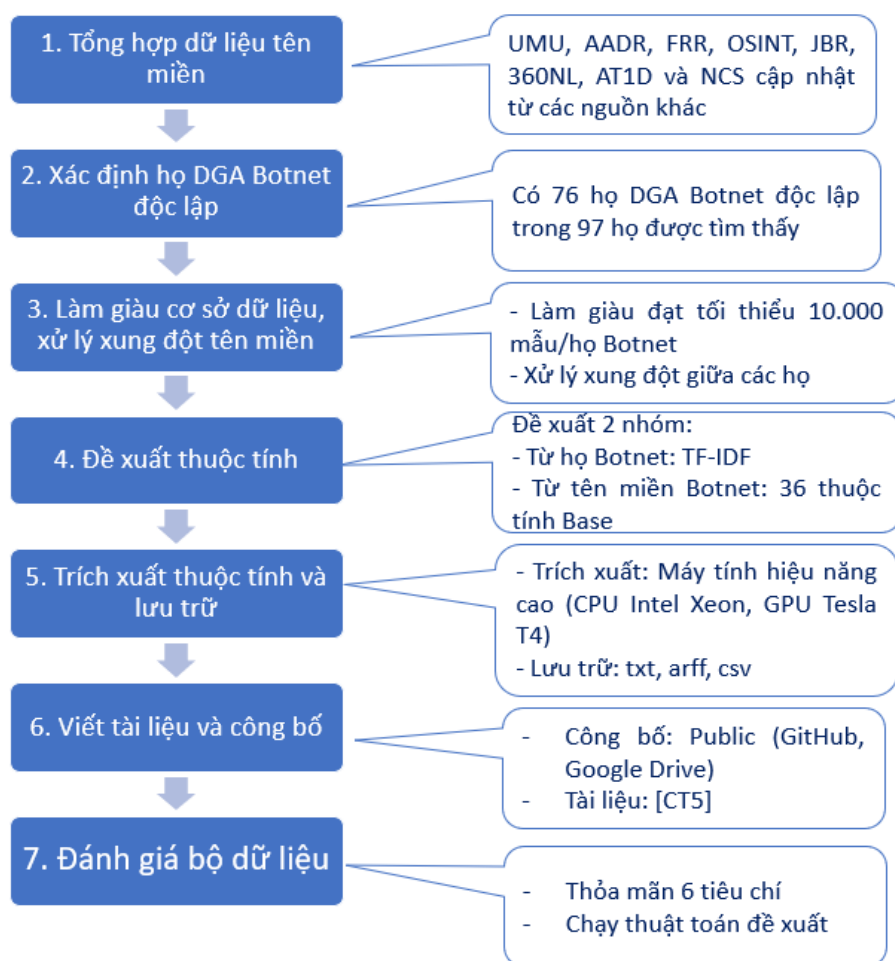 1. Tổng hợp dữ liệu tên
miền
UMU, AADR, FRR, OSINT, JBR,
360NL, AT1D và NCS cập nhật
từ các nguồn khác
2. Xác định họ DGA Botnet
độc lập
Có 76 họ DGA Botnet độc lập
trong 97 họ được tìm thấy
3. Làm giàu cơ sở dữ liệu,
xử lý xung đột tên miền
- Làm giàu đạt tối thiểu 10.000
mẫu/họ Botnet
- Xử lý xung đột giữa các họ
4. Đề xuất thuộc tính
Đề xuất 2 nhóm:
- Từ họ Botnet: TF-IDF
- Từ tên miền Botnet: 36 thuộc
tính Base
5. Trích xuất thuộc tính và
lưu trữ
- Trích xuất: Máy tính hiệu năng
cao (CPU Intel Xeon, GPU Tesla
T4)
- Lưu trữ: txt, arff, csv
6. Viết tài liệu và công bố
- Công bố: Public (GitHub,
Google Drive)
- Tài liệu: [CT5]
7. Đánh giá bộ dữ liệu
- Thỏa mãn 6 tiêu chí
- Chạy thuật toán đề xuất